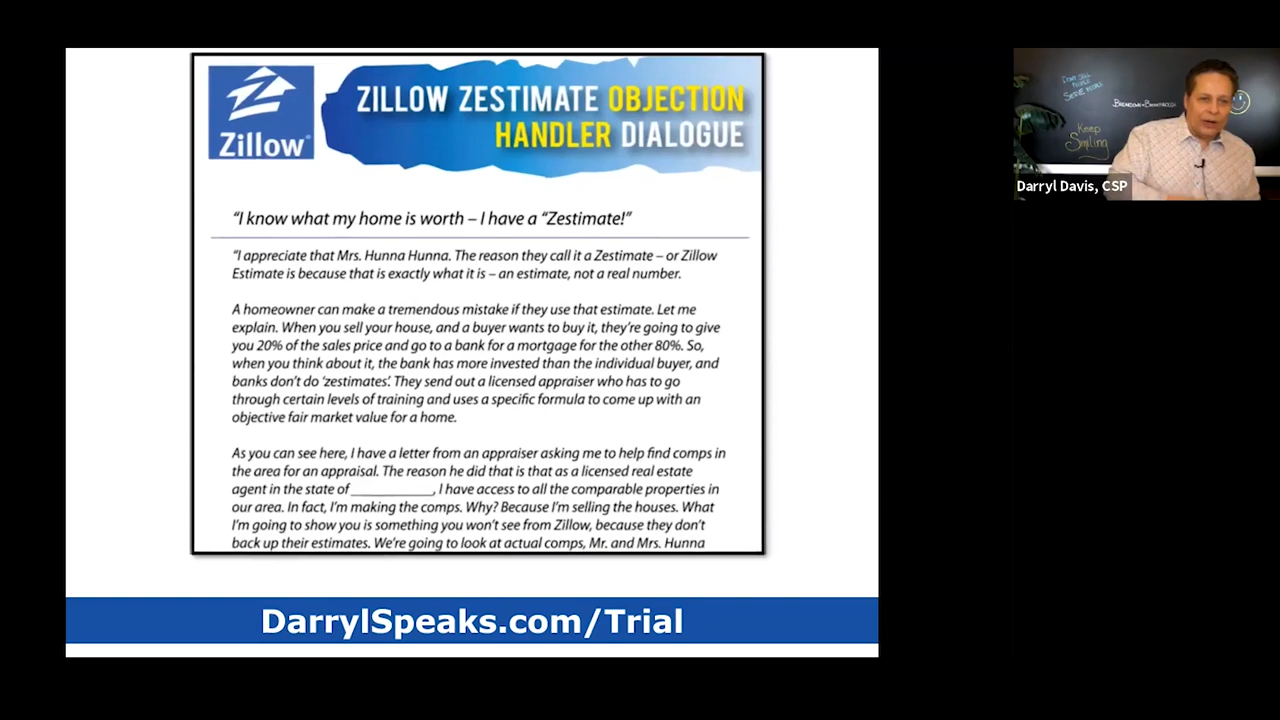 Zillow®
ZILLOW ZESTIMATE OBJECTION
HANDLER DIALOGUE
“I know what my home is worth – I have a “Zestimate!”
“I appreciate that Mrs. Hunna Hunna. The reason they call it a Zestimate – or Zillow
Estimate is because that is exactly what it is – an estimate, not a real number.
A homeowner can make a tremendous mistake if they use that estimate. Let me
explain. When you sell your house, and a buyer wants to buy it, they’re going to give
you 20% of the sales price and go to a bank for a mortgage for the other 80%. So,
when you think about it, the bank has more invested than the individual buyer, and
banks don’t do ‘zestimates’. They send out a licensed appraiser who has to go
through certain levels of training and uses a specific formula to come up with an
objective fair market value for a home.
As you can see here, I have a letter from an appraiser asking me to help find comps in
the area for an appraisal. The reason he did that is that as a licensed real estate
agent in the state of ____________, I have access to all the comparable properties in
our area. In fact, I’m making the comps. Why? Because I’m selling the houses. What
I’m going to show you is something you won’t see from Zillow, because they don’t
back up their estimates. We’re going to look at actual comps, Mr. and Mrs. Hunna
DarrylSpeaks.com/Trial
DON'T SELL
PEOPLE
SERVE PEOPLE
Keep
Smiling
Darryl Davis, CSP